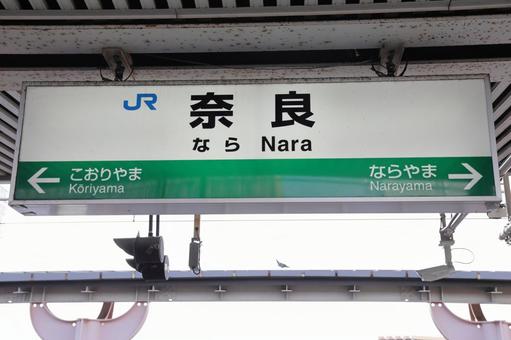 JR 奈良
なら Nara
← こおりやま ならやま →
Kōriyama Narayama